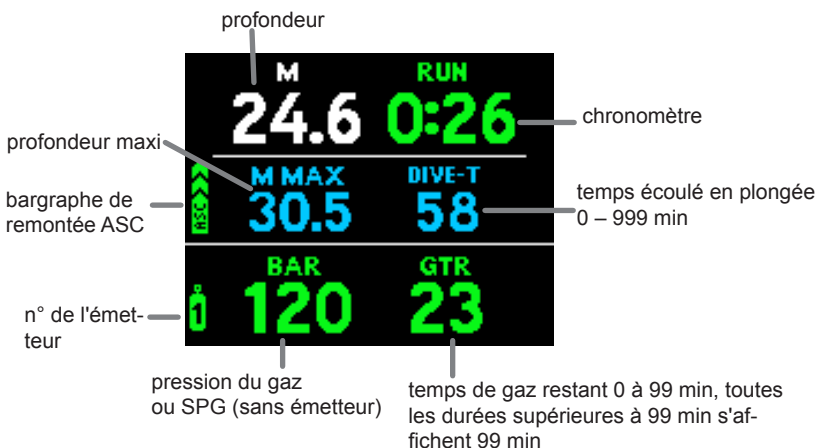 profondeur
M
RUN
24.6
0:26
chronomètre
profondeur maxi
M MAX
DIVE-T
bargraphe de
remontée ASC
ASC
30.5
58
temps écoulé en plongée
0 – 999 min
BAR
GTR
n° de l'émet-
teur
1
120
23
pression du gaz
ou SPG (sans émetteur)
temps de gaz restant 0 à 99 min, toutes
les durées supérieures à 99 min s'af-
fichent 99 min